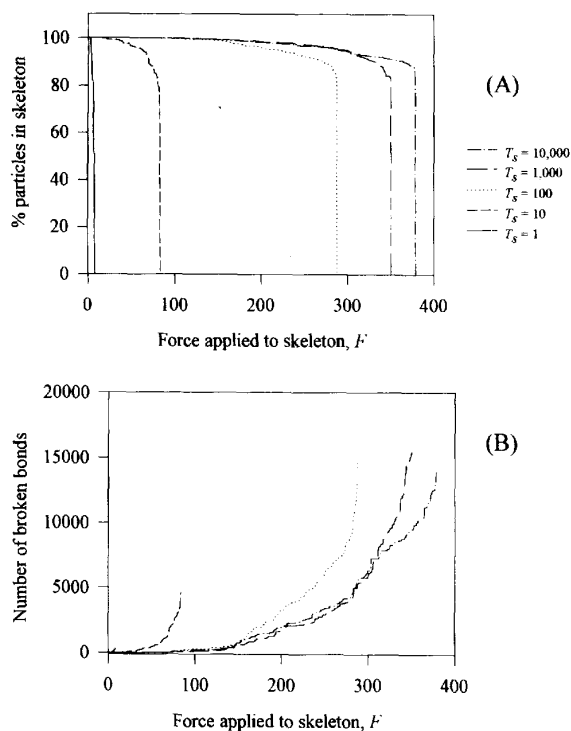 (A)
% particles in skeleton
100
80
60
40
20
0
0 100 200 300 400
Force applied to skeleton, F
T_s = 10,000
T_s = 1,000
T_s = 100
T_s = 10
T_s = 1
(B)
Number of broken bonds
20000
15000
10000
5000
0
0 100 200 300 400
Force applied to skeleton, F